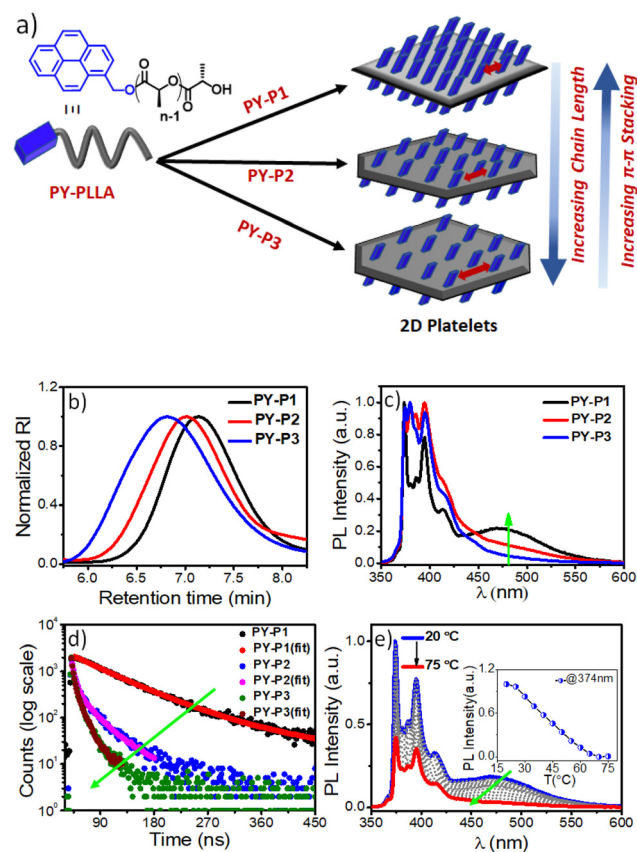 a)
O
O
O
O
OH
n-1
PY-PLLA
PY-P1
PY-P2
PY-P3
Increasing Chain Length
Increasing π-π Stacking
2D Platelets
b)
PY-P1
PY-P2
PY-P3
Normalized RI
1.2
0.8
0.4
0.0
6.0 7.0 8.0
Retention time (min)
c)
PY-P1
PY-P2
PY-P3
PL Intensity (a.u.)
1.0
0.8
0.6
0.4
0.2
0.0
350 400 450 500 550 600
λ (nm)
d)
PY-P1
PY-P1(fit)
PY-P2
PY-P2(fit)
PY-P3
PY-P3(fit)
Counts (log scale)
10⁴
10³
10²
10¹
10⁰
90 180 270 360 450
Time (ns)
e)
20 °C
75 °C
PL Intensity (a.u.)
1.0
0.5
0.0
350 400 450 500 550 600
λ (nm)
@374nm
PL Intensity(a.u.)
1.2
0.6
0.0
15 30 45 60 75
T(°C)